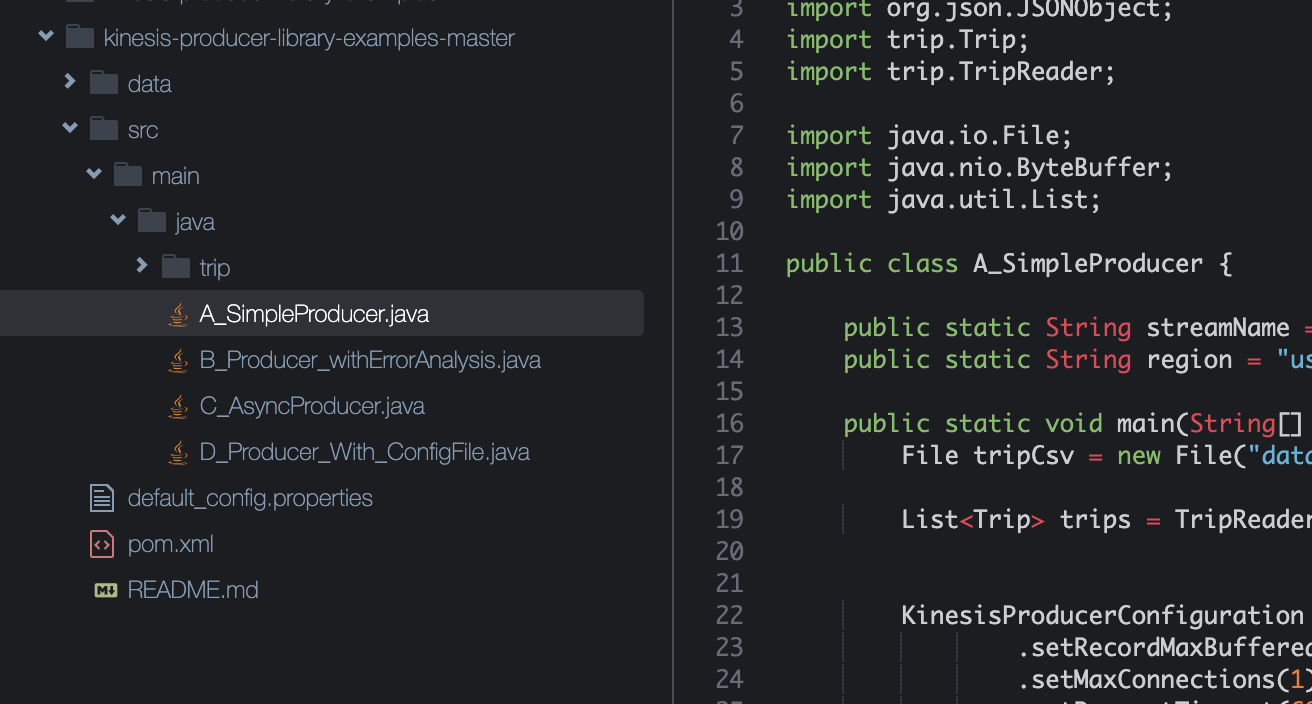 kinesis-producer-library-examples-master
data
src
main
java
trip
A_SimpleProducer.java
B_Producer_withErrorAnalysis.java
C_AsyncProducer.java
D_Producer_With_ConfigFile.java
default_config.properties
pom.xml
README.md
3 import org.json.JSONObject;
4 import trip.Trip;
5 import trip.TripReader;
6
7 import java.io.File;
8 import java.nio.ByteBuffer;
9 import java.util.List;
10
11 public class A_SimpleProducer {
12
13 public static String streamName =
14 public static String region = "us
15
16 public static void main(String[]
17 File tripCsv = new File("data
18
19 List<Trip> trips = TripReader
20
21
22 KinesisProducerConfiguration
23 .setRecordMaxBuffered
24 .setMaxConnections(1)